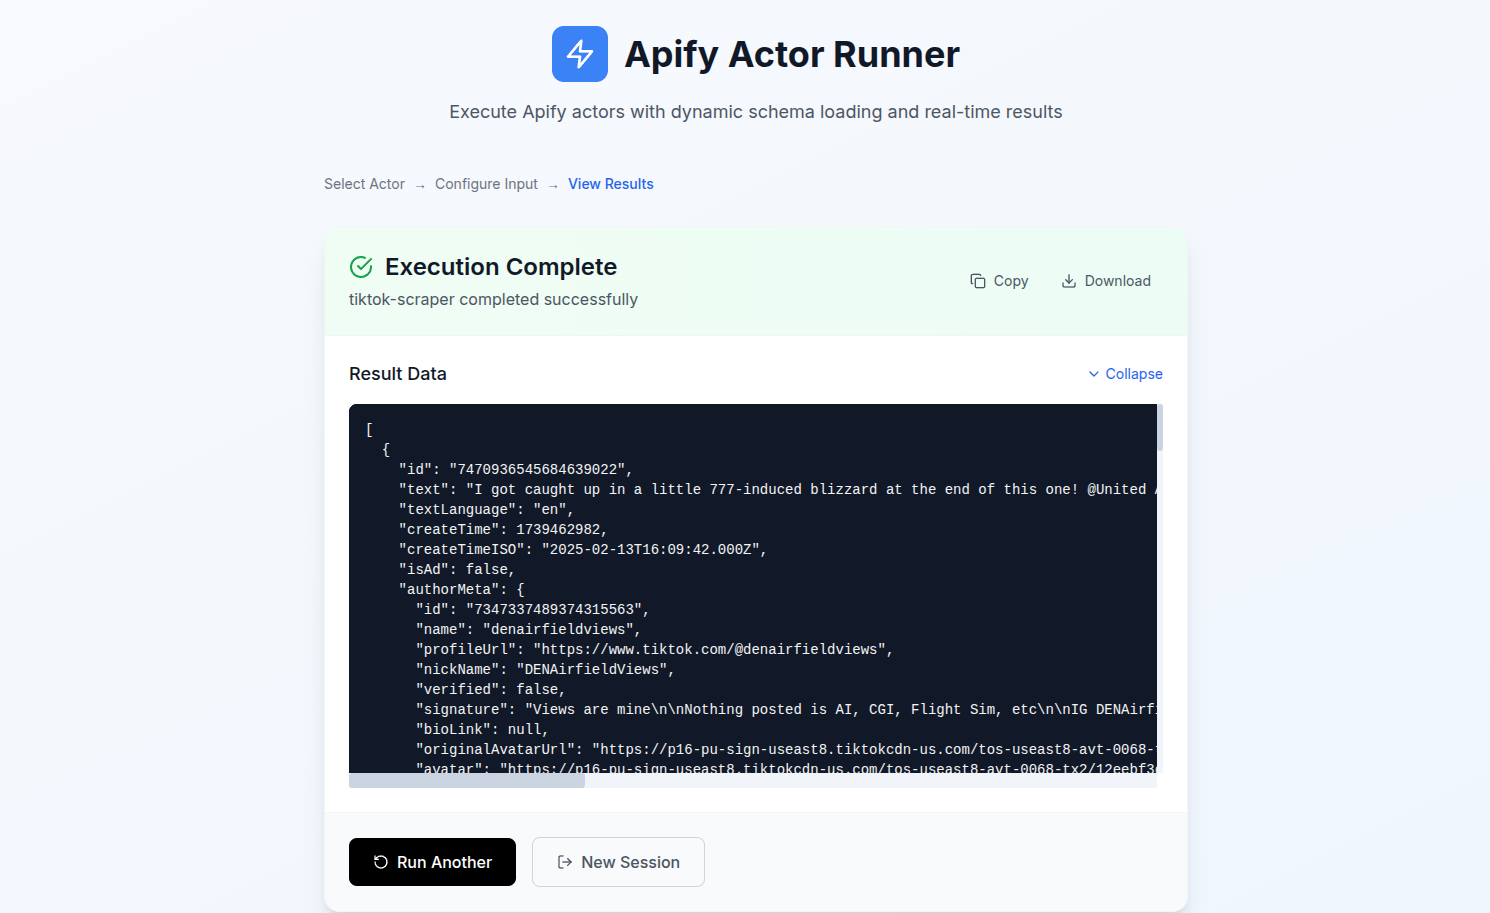 Apify Actor Runner
Execute Apify actors with dynamic schema loading and real-time results
Select Actor → Configure Input → View Results
Execution Complete
tiktok-scraper completed successfully
Copy
Download
Result Data
Collapse
[
  {
    "id": "7470936545684639022",
    "text": "I got caught up in a little 777-induced blizzard at the end of this one! @United
    "textLanguage": "en",
    "createTime": 1739462982,
    "createTimeISO": "2025-02-13T16:09:42.000Z",
    "isAd": false,
    "authorMeta": {
      "id": "7347337489374315563",
      "name": "denairfieldviews",
      "profileUrl": "https://www.tiktok.com/@denairfieldviews",
      "nickName": "DENAirfieldViews",
      "verified": false,
      "signature": "Views are mine\n\nNothing posted is AI, CGI, Flight Sim, etc\n\nIG DENAirf
      "bioLink": null,
      "originalAvatarUrl": "https://p16-pu-sign-useast8.tiktokcdn-us.com/tos-useast8-avt-0068-
      "avatar": "https://p16-pu-sign-useast8.tiktokcdn-us.com/tos-useast8-avt-0068-tx2/12eebf3
Run Another
New Session